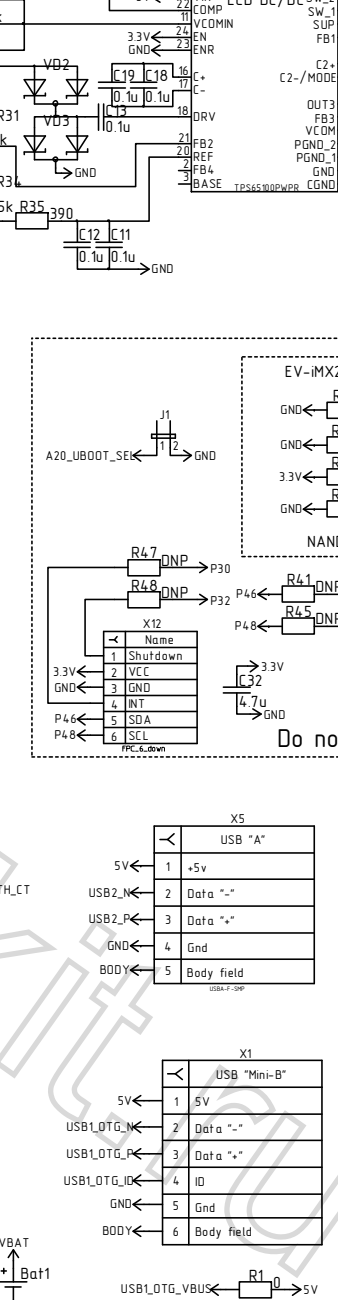 22 COMP
SW_1
11 VCOMIN
SUP
3.3V 24 EN
FB1
GND 23 ENR
VD2
C2+
C19 C18 16 C+
C2-/MODE
17 C-
0.1u 0.1u
OUT3
C13 18 DRV
FB3
R31 VD3 0.1u
VCOM
21 FB2
PGND_2
20 REF
PGND_1
GND 2 FB4
GND
3 BASE TPS65100PWPR CGND
5k R35 390
C12 C11
0.1u 0.1u
GND
EV-iMX2
J1
GND
1 2
GND
A20_UBOOT_SEL GND
3.3V
GND
NAND
R47 DNP P30
R48 DNP P32
P46 R41 DNP
P48 R45 DNP
X12
Name
1 Shutdown
3.3V 2 VCC
GND 3 GND
4 INT
P46 5 SDA
P48 6 SCL
FPC_6_down
3.3V
C32
4.7u
GND
Do no
X5
USB "A"
5V 1 +5v
USB2_N 2 Data "-"
TH_CT
USB2_P 3 Data "+"
GND 4 Gnd
BODY 5 Body field
USBA-F-SMP
X1
USB "Mini-B"
5V 1 5V
USB1_OTG_N 2 Data "-"
USB1_OTG_P 3 Data "+"
USB1_OTG_ID 4 ID
GND 5 Gnd
BODY 6 Body field
VBAT
+ Bat1
USB1_OTG_VBUS R1 0 5V